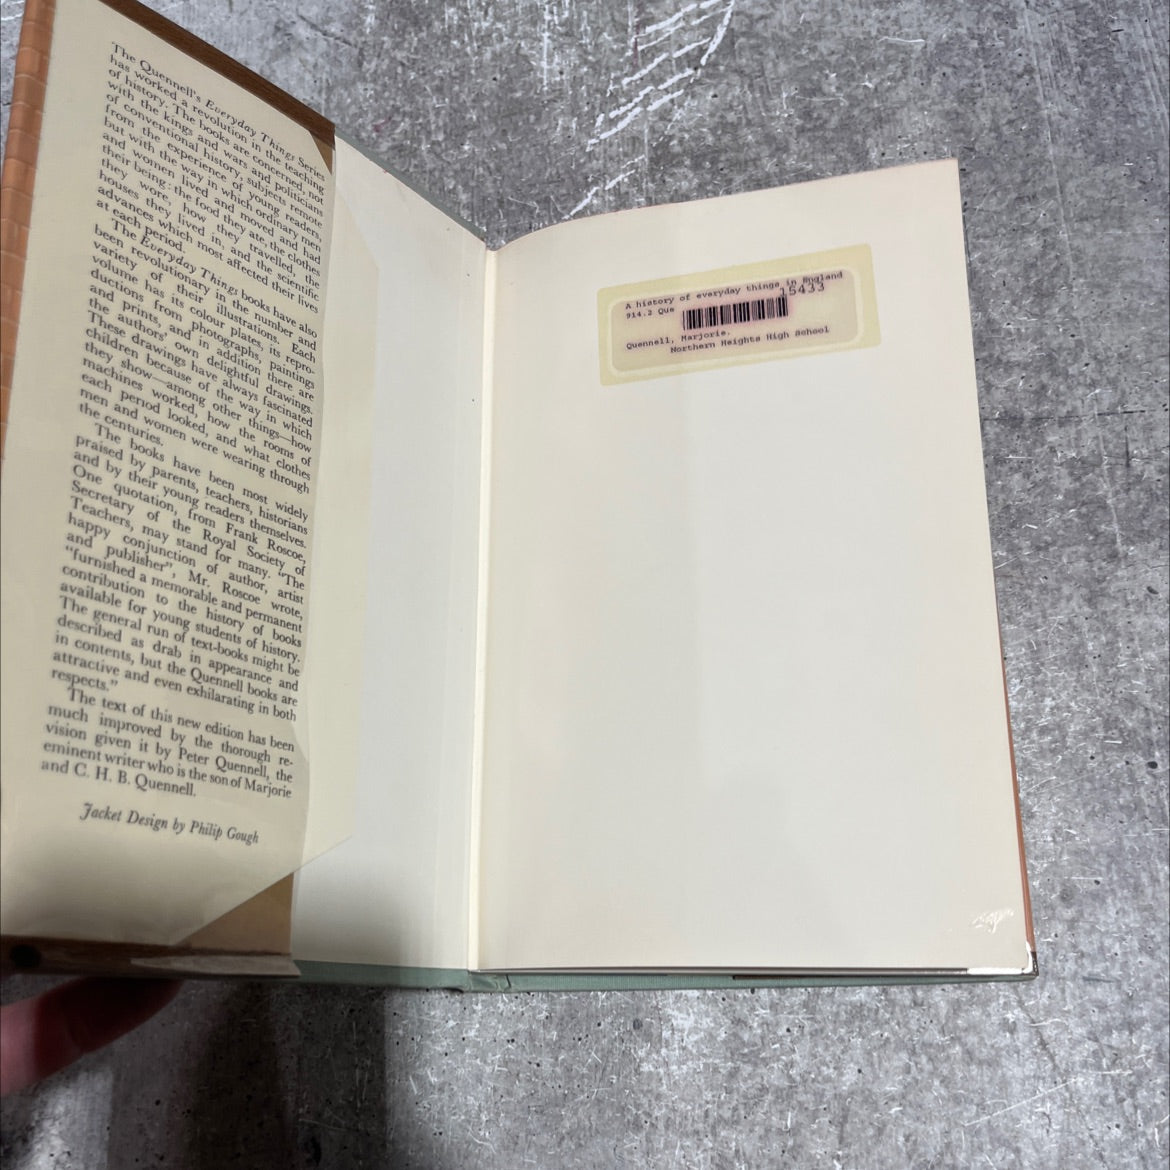 The Quennell's Everyday Things Series
has worked a revolution in the teaching
of history. The books are concerned, not
with the kings and wars and politicians
of conventional history, subjects remote
from the experience of young readers,
but with the way in which ordinary men
and women lived and moved and had
their being: the food they ate, the clothes
they wore, how they travelled, the
houses they lived in, and the scientific
advances which most affected their lives
at each period.
The Everyday Things books have also
been revolutionary in the number and
variety of their illustrations. Each
volume has its colour plates, its repro-
ductions from photographs, paintings
and prints, and in addition there are
the authors' own delightful drawings.
These drawings have always fascinated
children because of the way in which
they show—among other things—how
machines worked, how the rooms of
each period looked, and what clothes
men and women were wearing through
the centuries.
The books have been most widely
praised by parents, teachers, historians
and by their young readers themselves.
One quotation, from Frank Roscoe,
Secretary of the Royal Society of
Teachers, may stand for many. "The
happy conjunction of author, artist
and publisher", Mr. Roscoe wrote,
"furnished a memorable and permanent
contribution to the history of books
available for young students of history.
The general run of text-books might be
described as drab in appearance and
in contents, but the Quennell books are
attractive and even exhilarating in both
respects."
The text of this new edition has been
much improved by the thorough re-
vision given it by Peter Quennell, the
eminent writer who is the son of Marjorie
and C. H. B. Quennell.
Jacket Design by Philip Gough
A history of everyday things in England
914.2 Que 15433
Quennell, Marjorie.
Northern Heights High School